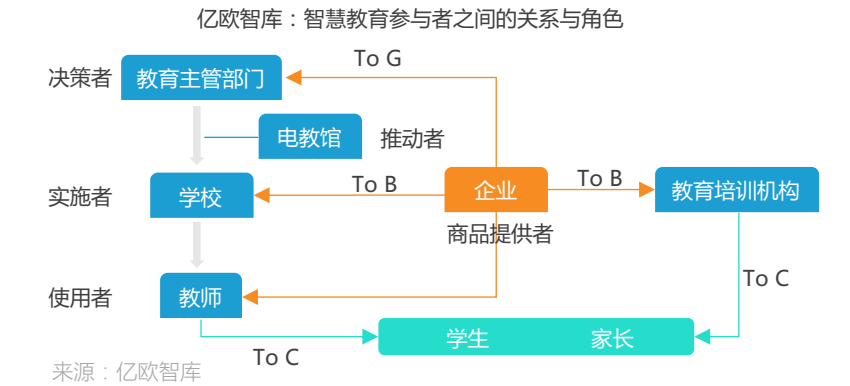 亿欧智库：智慧教育参与者之间的关系与角色
To G
决策者
教育主管部门
电教馆
推动者
实施者
学校
To B
企业
To B
教育培训机构
商品提供者
使用者
教师
To C
学生
家长
To C
来源：亿欧智库